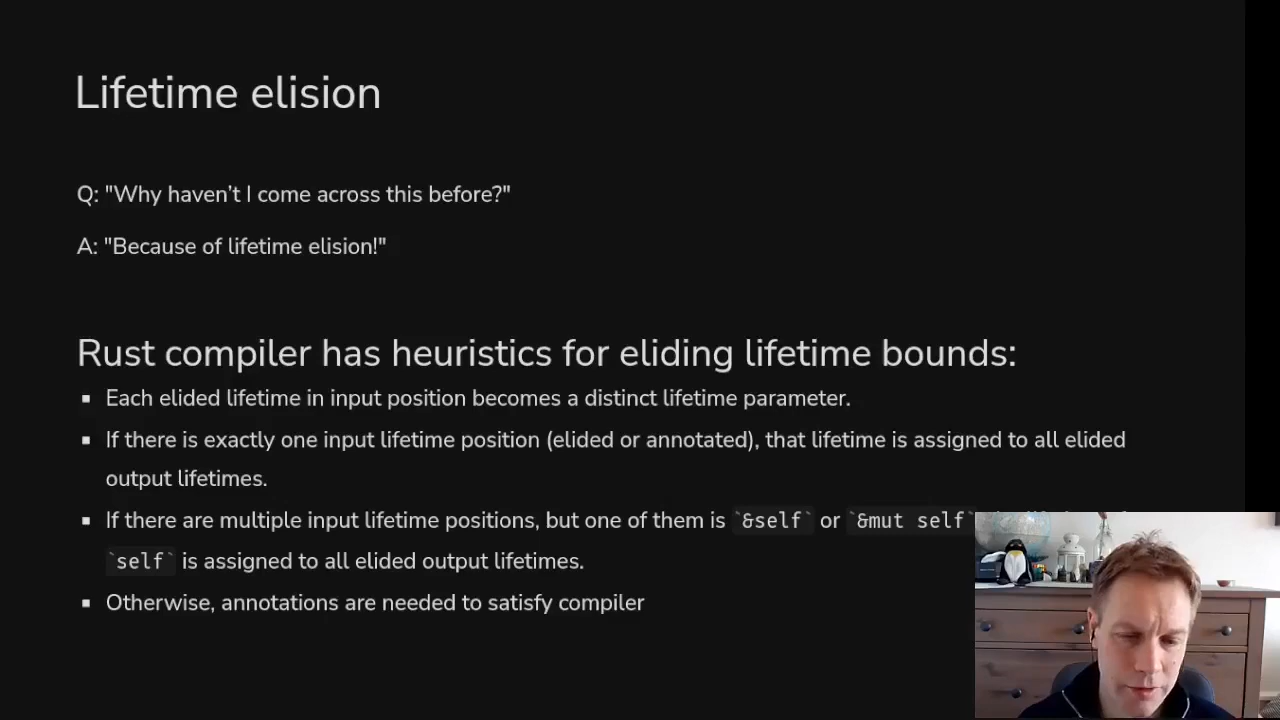 Lifetime elision
Q: "Why haven't I come across this before?"
A: "Because of lifetime elision!"
Rust compiler has heuristics for eliding lifetime bounds:
▪ Each elided lifetime in input position becomes a distinct lifetime parameter.
▪ If there is exactly one input lifetime position (elided or annotated), that lifetime is assigned to all elided
output lifetimes.
▪ If there are multiple input lifetime positions, but one of them is `&self` or `&mut self`
`self` is assigned to all elided output lifetimes.
▪ Otherwise, annotations are needed to satisfy compiler